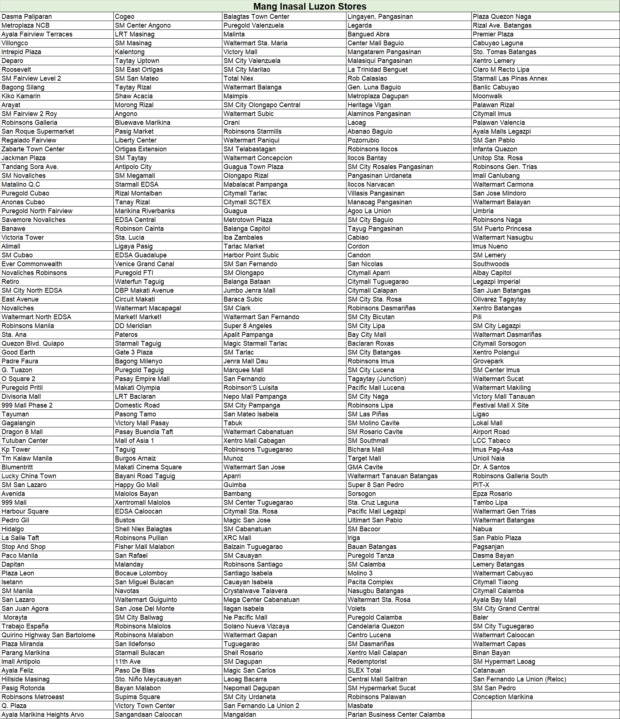 Mang Inasal Luzon Stores
Dasma Paliparan Cogeo Balagtas Town Center Lingayen, Pangasinan Plaza Quezon Naga
Metroplaza NCB SM Center Angono Puregold Valenzuela Legarda Rizal Ave. Batangas
Ayala Fairview Terraces LRT Masinag Malinta Bangued Abra Premier Plaza
Villongco SM Masinag Waltermart Sta. Maria Center Mall Baguio Cabuyao Laguna
Intrepid Plaza Kalentong Victory Mall Mangatarem Pangasinan Sto. Tomas Batangas
Deparo Taytay Uptown SM City Valenzuela Malasiqui Pangasinan Xentro Lemery
Roosevelt SM East Ortigas SM City Marilao La Trinidad Benguet Claro M Recto Lipa
SM Fairview Level 2 SM San Mateo Total Nlex Rob Calasiao Starmall Las Pinas Annex
Bagong Silang Taytay Rizal Waltermart Balanga Gen. Luna Baguio Banlic Cabuyao
Kiko Kamarin Shaw Acacia Maimpis Metroplaza Dagupan Moonwalk
Arayat Morong Rizal SM City Olongapo Central Heritage Vigan Palawan Rizal
SM Fairview 2 Roy Angono Waltermart Subic Alaminos Pangasinan Citymall Imus
Robinsons Galleria Bluewave Marikina Orani Laoag Palawan Valencia
San Roque Supermarket Pasig Market Robinsons Starmills Abanao Baguio Ayala Malls Legazpi
Regalado Fairview Liberty Center Waltermart Paniqui Pozorrubio SM San Pablo
Zabarte Town Center Ortigas Extension SM Telabastagan Robinsons Ilocos Infanta Quezon
Jackman Plaza SM Taytay Waltermart Concepcion Ilocos Bantay Unitop Sta. Rosa
Tandang Sora Ave. Antipolo City Guagua Town Plaza SM City Rosales Pangasinan Robinsons Gen. Trias
SM Novaliches SM Megamall Olongapo Rizal Pangasinan Urdaneta Imall Canlubang
Matalino Q.C Starmall EDSA Mabalacat Pampanga Ilocos Narvacan Waltermart Carmona
Puregold Cubao Rizal Montalban Citymall Tarlac Villasis Pangasinan San Jose Mindoro
Anonas Cubao Tanay Rizal Citymall SCTEX Manaoag Pangasinan Waltermart Balayan
Puregold North Fairview Marikina Riverbanks Guagua Agoo La Union Umbria
Savemore Novaliches EDSA Central Metrotown Plaza SM City Baguio Robinsons Naga
Banawe Robinson Cainta Balanga Capitol Tayug Pangasinan SM Puerto Princesa
Victoria Tower Sta. Lucia Iba Zambales Cabiao Waltermart Nasugbu
Alimall Ligaya Pasig Tarlac Market Cordon Imus Nueno
SM Cubao EDSA Guadalupe Harbor Point Subic Candon SM Lemery
Ever Commonwealth Venice Grand Canal SM San Fernando San Nicolas Southwoods
Novaliches Robinsons Puregold FTI SM Olongapo Citymall Aparri Albay Capitol
Retiro Waterfun Taguig Balanga Bataan Citymall Tuguegarao Legazpi Imperial
SM City North EDSA DBP Makati Avenue Jumbo Jenra Mall Citymall Calapan San Juan Batangas
East Avenue Circuit Makati Baraca Subic SM City Sta. Rosa Olivarez Tagaytay
Novaliches Waltermart Macapagal SM Clark Robinsons Dasmariñas Xentro Batangas
Waltermart North EDSA Market! Market! Waltermart San Fernando SM City Bicutan Pili
Robinsons Manila DD Meridian Super 8 Angeles SM City Lipa SM City Legazpi
Sta. Ana Pateros Apalit Pampanga Bay City Mall Waltermart Dasmariñas
Quezon Blvd. Quiapo Starmall Taguig Magic Starmall Tarlac Baclaran Roxas Citymall Sorsogon
Good Earth Gate 3 Plaza SM Tarlac SM City Batangas Xentro Polangui
Padre Faura Bagong Milenyo Jenra Mall Dau Robinsons Imus Grovepark
G. Tuazon Puregold Taguig Marquee Mall SM City Lucena SM Center Imus
O Square 2 Pasay Empire Mall San Fernando Tagaytay (Junction) Waltermart Sucat
Puregold Pritil Makati Olympia Robinson'S Luisita Pacific Mall Lucena Waltermart Makiling
Divisoria Mall LRT Baclaran Nepo Mall Pampanga SM City Naga Victory Mall Tanauan
999 Mall Phase 2 Domestic Road SM City Pampanga Robinsons Lipa Festival Mall X Site
Tayuman Pasong Tamo San Mateo Isabela SM Las Piñas Ligao
Gagalangin Victory Mall Pasay Tabuk SM Molino Cavite Lokal Mall
Dragon 8 Mall Pasay Buendia Taft Waltermart Cabanatuan SM Rosario Cavite Airport Road
Tutuban Center Mall of Asia 1 Xentro Mall Cabagan SM Southmall LCC Tabaco
Kp Tower Taguig Robinsons Tuguegarao Bichara Mall Imus Pag-Asa
Tm Kalaw Manila Burgos Arnaiz Munoz Target Mall Unioil Naia
Blumentritt Makati Cinema Square Waltermart San Jose GMA Cavite Dr. A Santos
Lucky China Town Bayani Road Taguig Aparri Waltermart Tanauan Batangas Robinsons Galleria South
SM San Lazaro Happy Go Mall Guimba Super 8 San Pedro PIT-X
Avenida Malolos Bayan Bambang Sorsogon Epza Rosario
999 Mall Xentromall Malolos SM Center Tuguegarao Sta. Cruz Laguna Tambo Lipa
Harbour Square EDSA Caloocan Citymall Sta. Rosa Pacific Mall Legazpi Waltermart Gen Trias
Pedro Gil Bustos Magic San Jose Ultimart San Pablo Waltermart Batangas
Hidalgo Shell Nlex Balagtas SM Cabanatuan SM Bacoor Nabua
La Salle Taft Robinsons Pulilan XRC Mall Iriga San Pablo Plaza
Stop And Shop Fisher Mall Malabon Balzain Tuguegarao Bauan Batangas Pagsanjan
Paco Manila San Rafael SM Cauayan Puregold Tanza Dasma Bayan
Dapitan Malanday Robinsons Santiago SM Calamba Lemery Batangas
Plaza Leon Bocaue Lolomboy Santiago Isabela Molino 3 Waltermart Cabuyao
Isetann San Miguel Bulacan Cauayan Isabela Pacita Complex Citymall Tiaong
SM Manila Navotas Crystalwave Talavera Nasugbu Batangas Citymall Calamba
San Lazaro Waltermart Guiguinto Mega Center Cabanatuan Waltermart Sta. Rosa Ayala Bay Mall
San Juan Agora San Jose Del Monte Ilagan Isabela Volets SM City Grand Central
Morayta SM City Baliwag Ne Pacific Mall Puregold Calamba Baler
Trabajo España Robinsons Malolos Solano Nueva Vizcaya Candelaria Quezon SM City Tuguegarao
Quirino Highway San Bartolome Robinsons Malabon Waltermart Gapan Centro Lucena Waltermart Caloocan
Plaza Miranda San Ildefonso Tuguegarao SM Dasmariñas Waltermart Capas
Parang Marikina Starmall Bulacan Shell Rosario Xentro Mall Calapan Binan Bayan
Imall Antipolo 11th Ave SM Dagupan Redemptorist SM Hypermart Laoag
Ayala Feliz Paso De Blas Magic San Carlos SLEX Total Catanauan
Hillside Masinag Sto. Niño Meycauayan Laoag Bacarra Central Mall Salitran San Fernando La Union (Reloc)
Pasig Rotonda Bayan Malabon Nepomall Dagupan SM Hypermarket Sucat SM San Pedro
Robinsons Metroeast Supima Square SM City Urdaneta Robinsons Palawan Conception Marikina
Q. Plaza Victory Town Center San Fernando La Union 2 Masbate
Ayala Marikina Heights Arvo Sangandaan Caloocan Mangaldan Parian Business Center Calamba